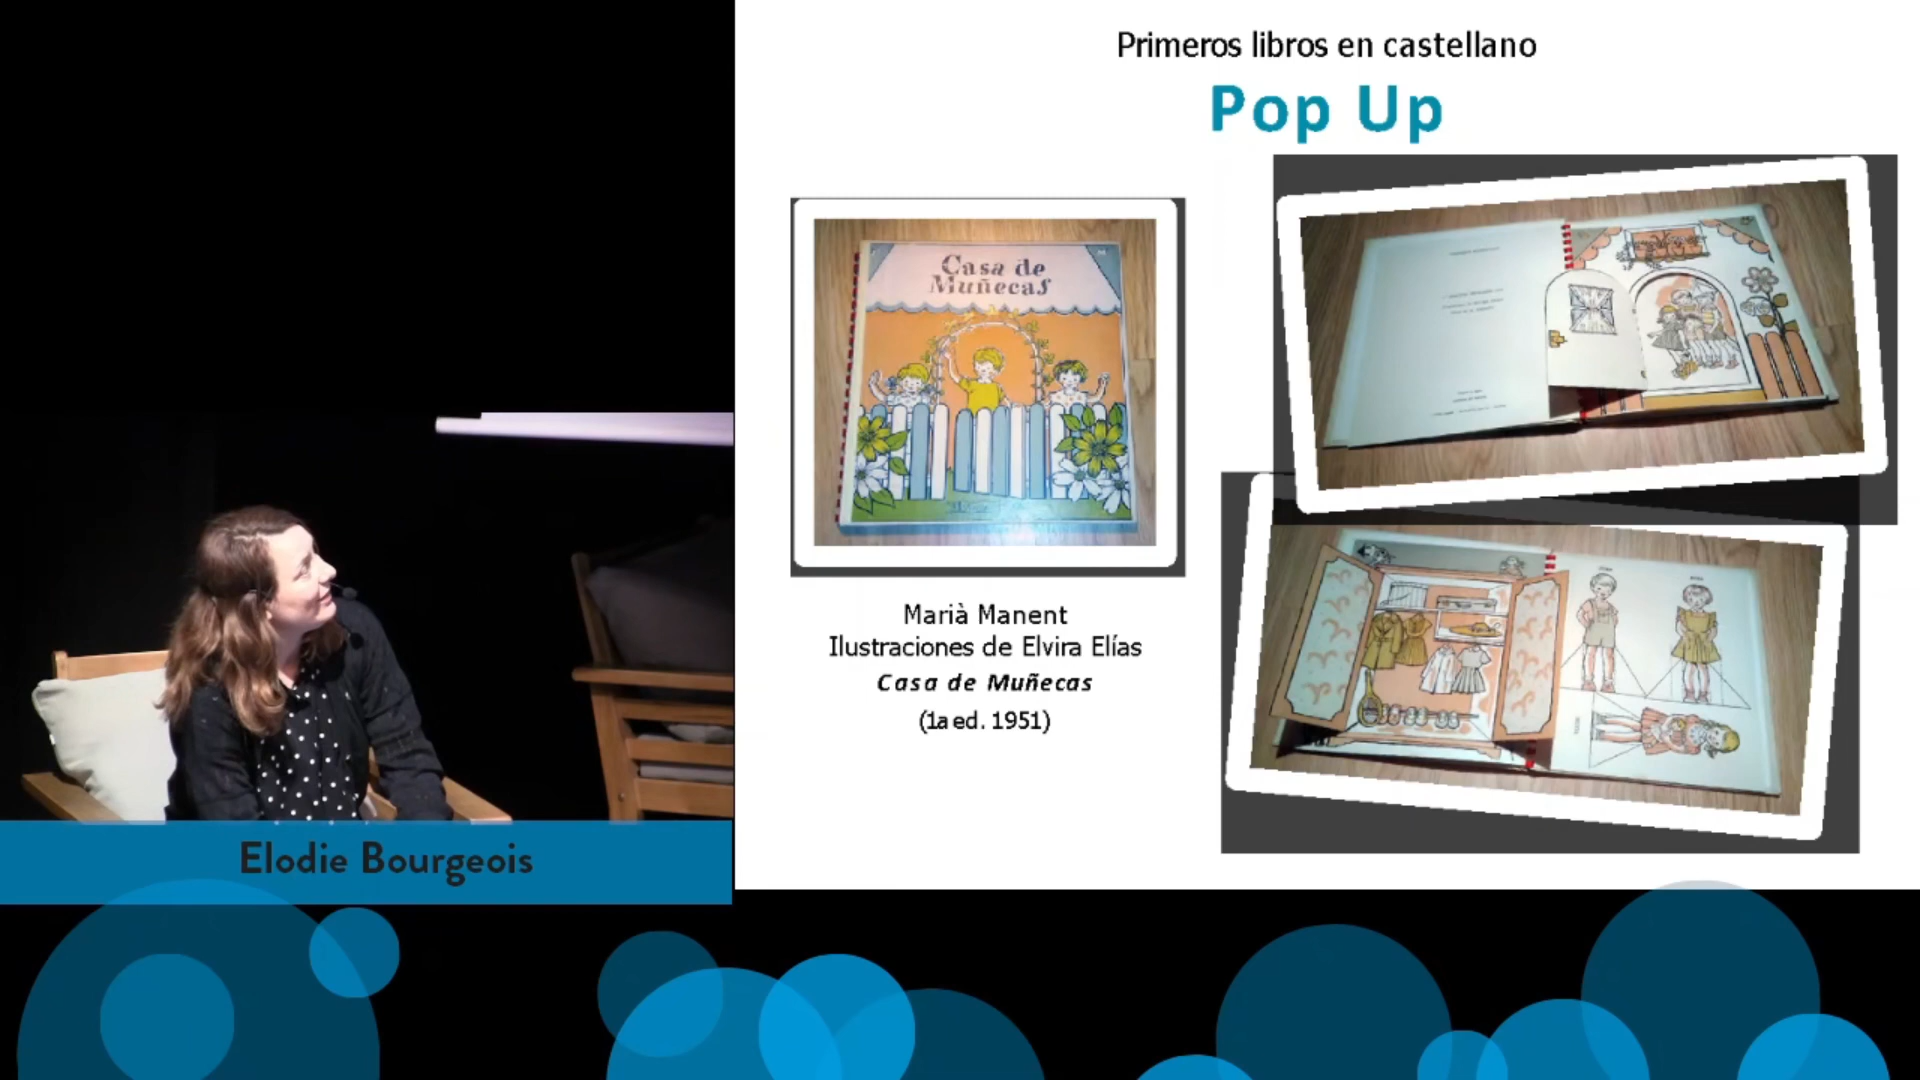 Primeros libros en castellano
Pop Up
Casa de
Muñecas
Marià Manent
Ilustraciones de Elvira Elías
Casa de Muñecas
(1a ed. 1951)
Elodie Bourgeois